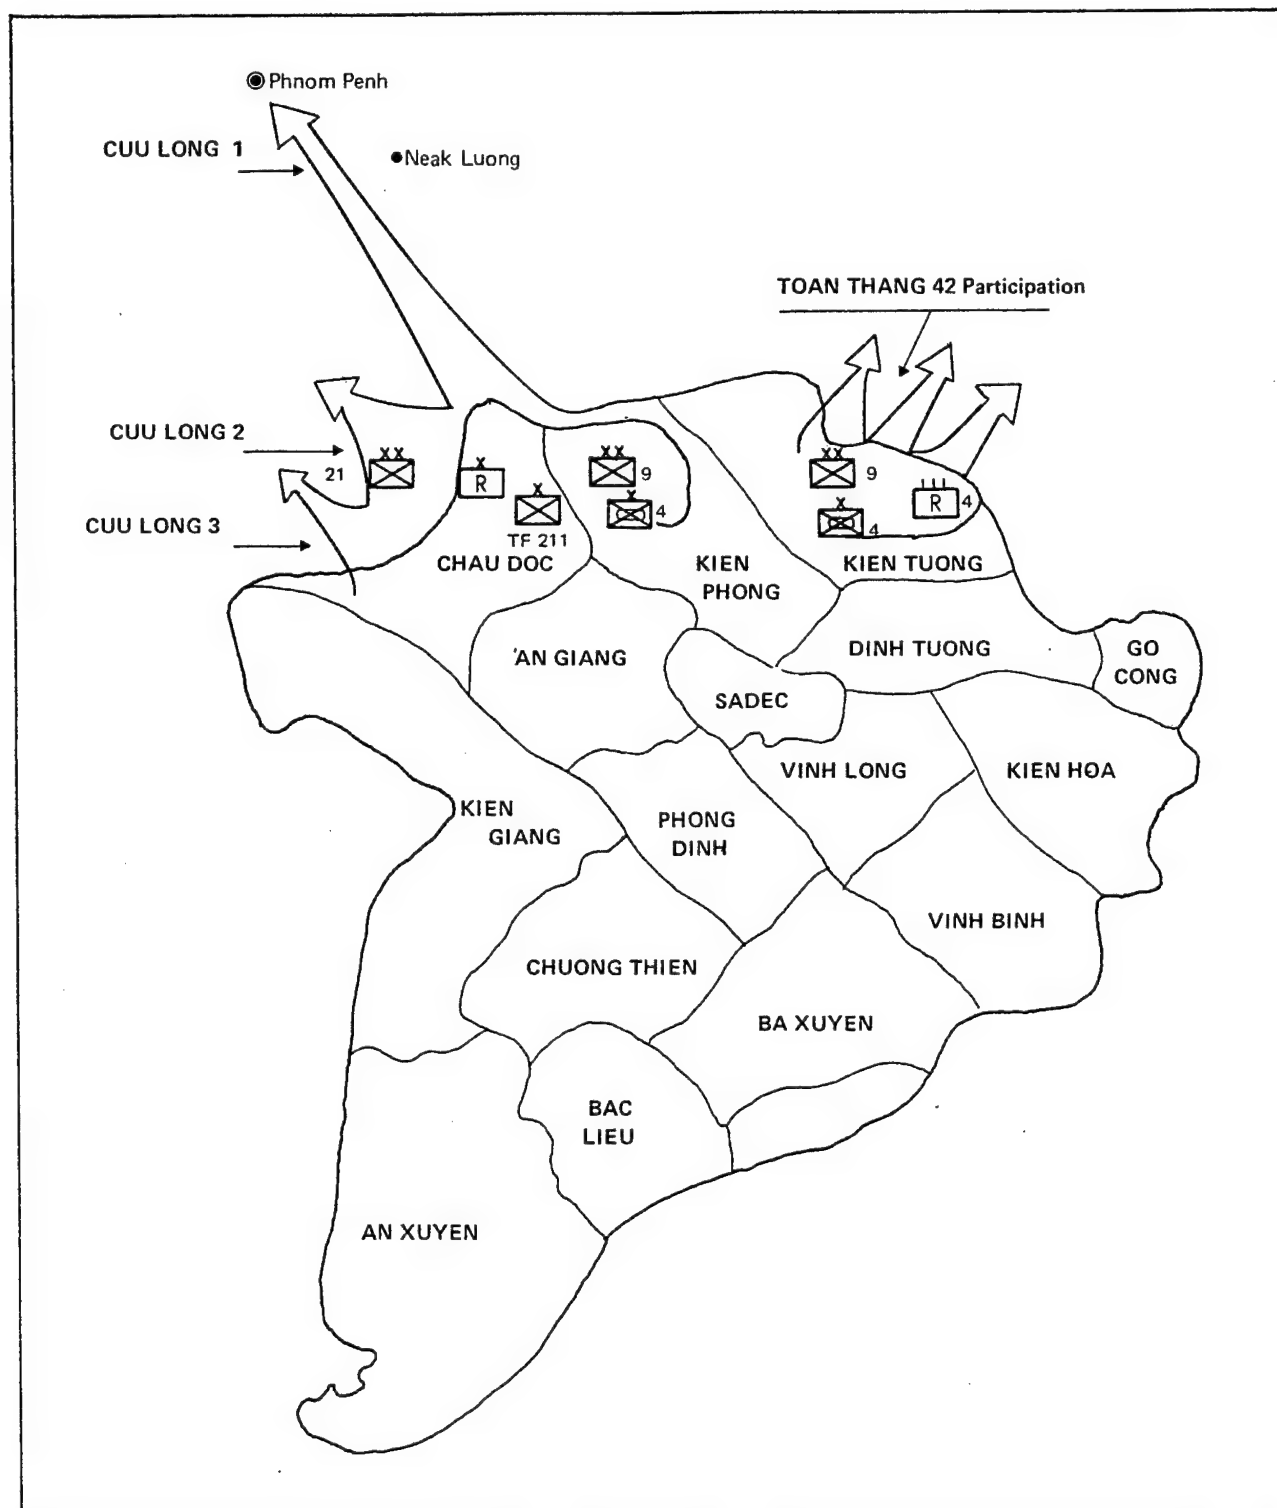 Phnom Penh
CUU LONG 1
Neak Luong
TOAN THANG 42 Participation
CUU LONG 2
21
XX
X
R
X
TF 211
XX
9
X
4
XX
9
X
4
III
R
4
CUU LONG 3
CHAU DOC
KIEN
PHONG
KIEN TUONG
'AN GIANG
SADEC
DINH TUONG
GO
CONG
VINH LONG
KIEN HOA
KIEN
GIANG
PHONG
DINH
VINH BINH
CHUONG THIEN
BA XUYEN
BAC
LIEU
AN XUYEN